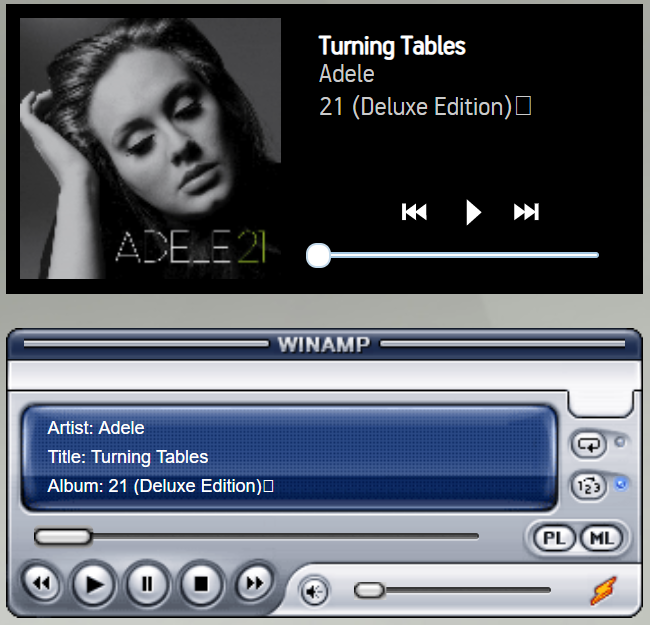 Turning Tables
Adele
21 (Deluxe Edition)▯
ADELE 21
WINAMP
Artist: Adele
Title: Turning Tables
Album: 21 (Deluxe Edition)▯
123
PL ML